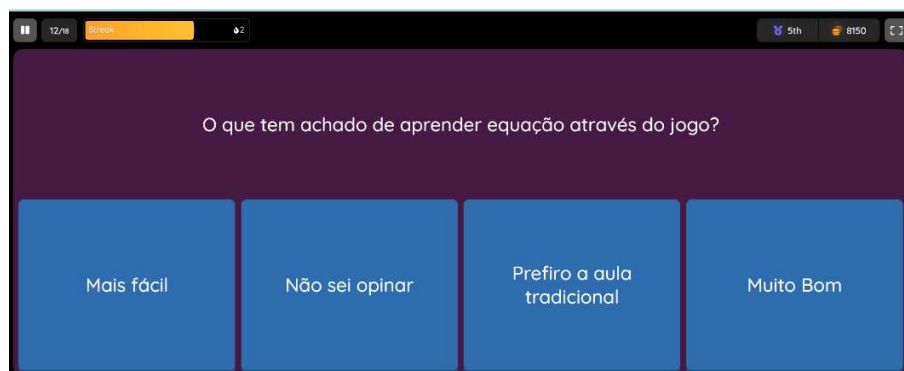 12/18 Streak 2 5th 8150
O que tem achado de aprender equação através do jogo?
Mais fácil
Não sei opinar
Prefiro a aula
tradicional
Muito Bom